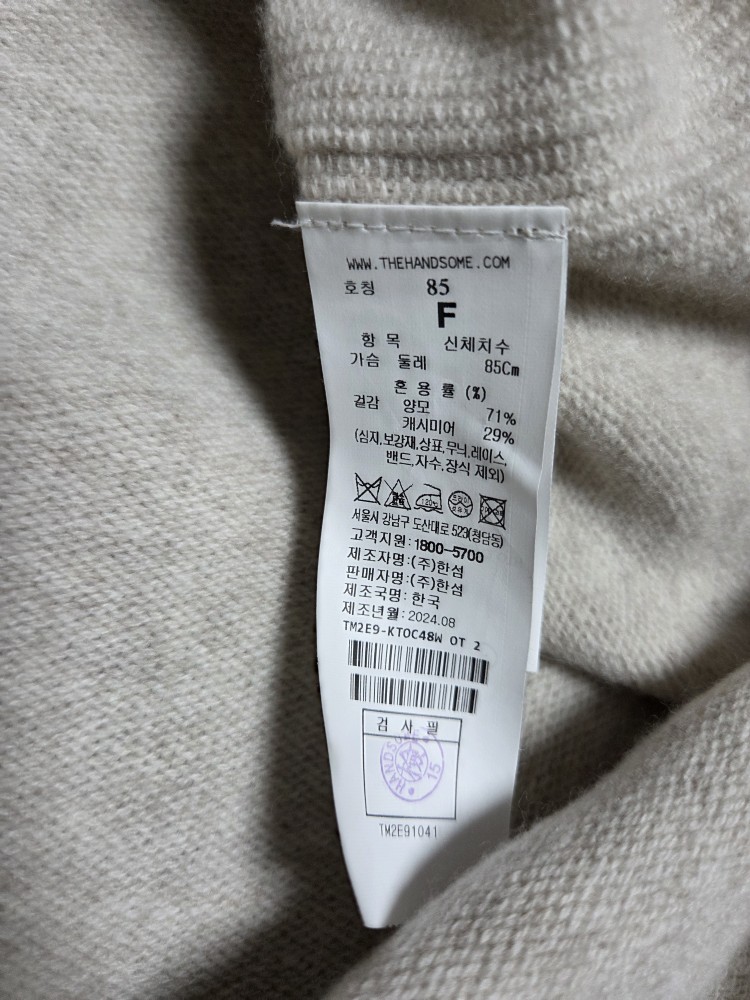 WWW.THEHANDSOME.COM
호칭 85
F
항 목 신체치수
가슴 둘레 85Cm
혼 용 률 (%)
겉감 양모 71%
캐시미어 29%
(심지,보강재,상표,무늬,레이스,
밴드,자수,장식 제외)
서울시 강남구 도산대로 523(청담동)
고객지원: 1800-5700
제조자명:(주)한섬
판매자명:(주)한섬
제조국명: 한국
제조년월: 2024.08
TM2E9-KTOC48W OT 2
검 사 필
HANDSOME
15
TM2E91041